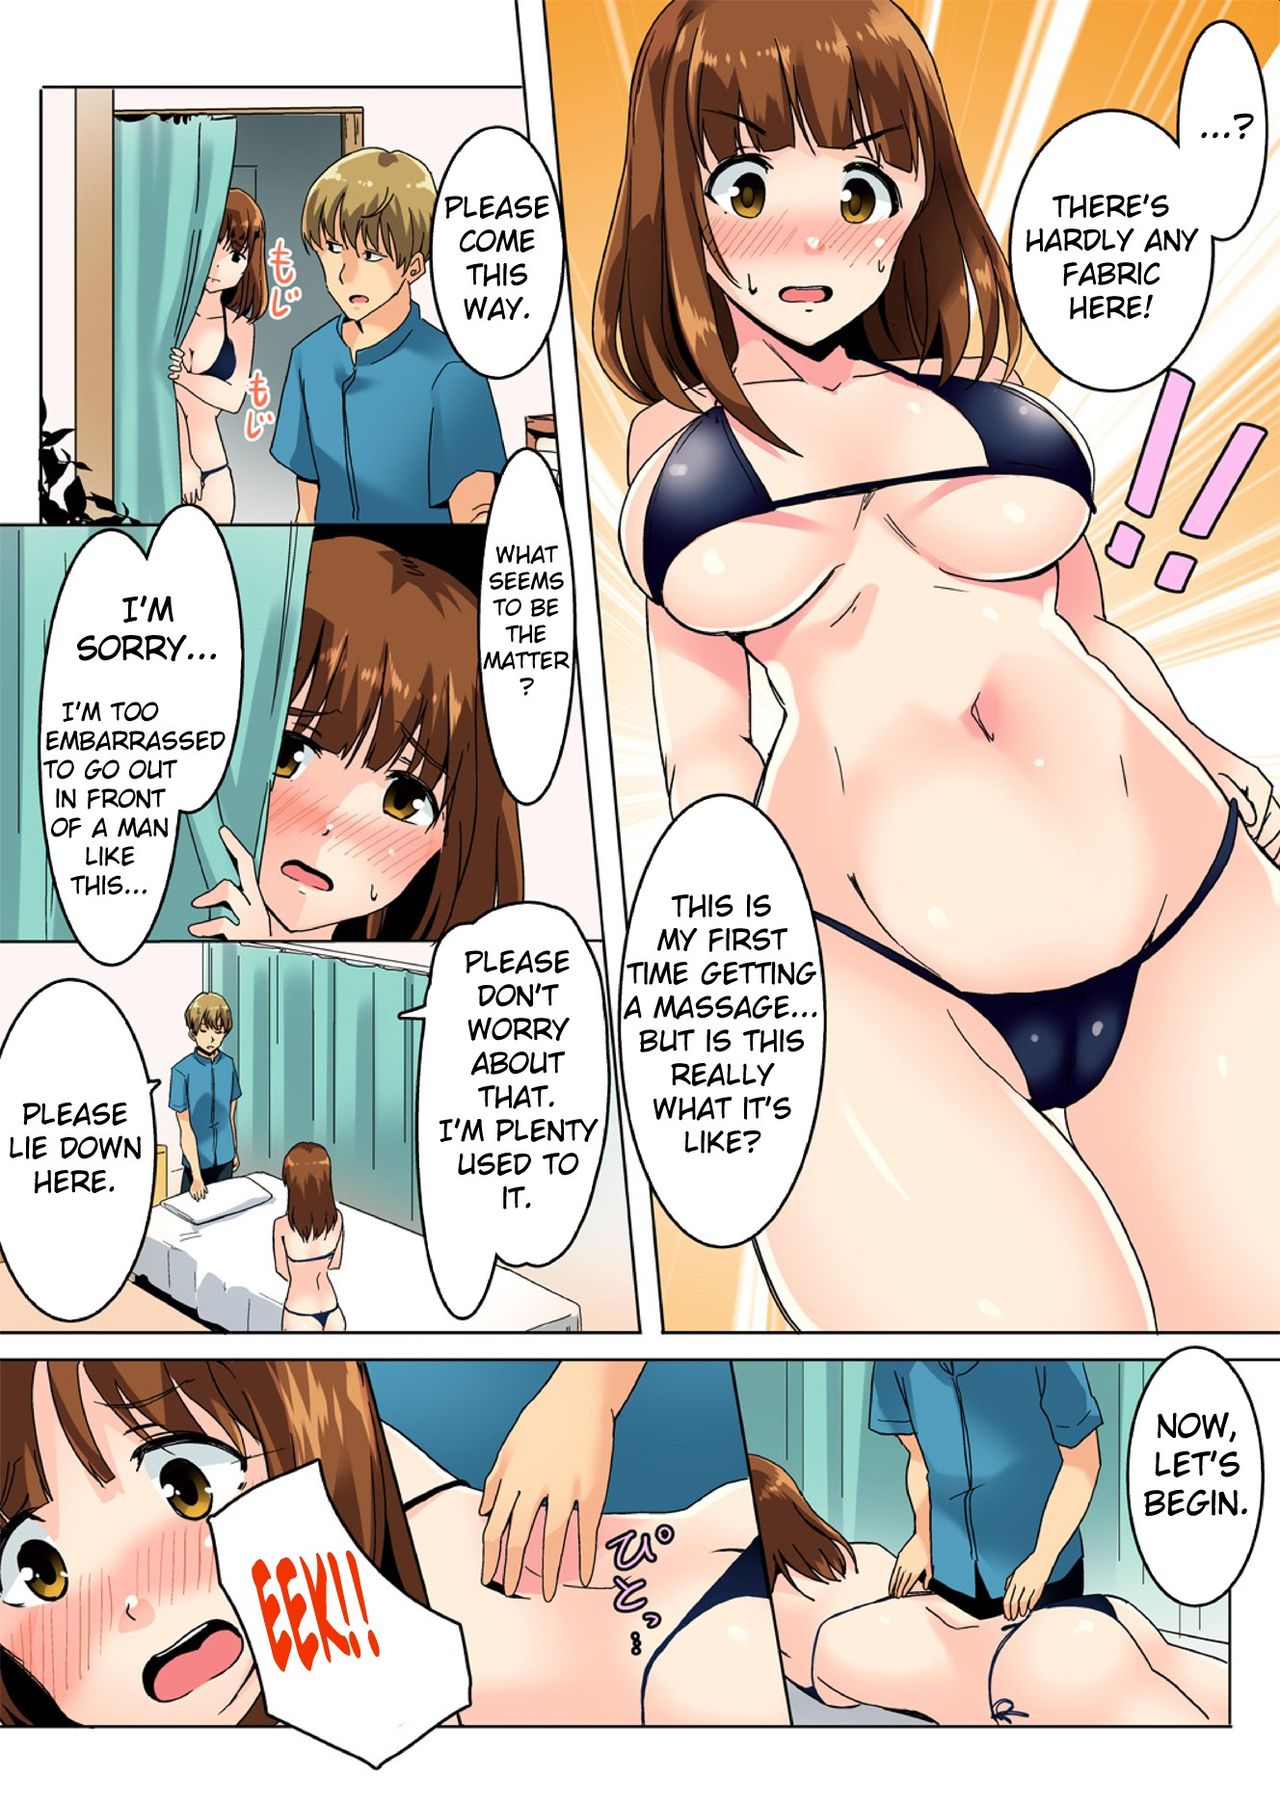 ...?
THERE'S
HARDLY ANY
FABRIC
HERE!
!!
THIS IS
MY FIRST
TIME GETTING
A MASSAGE...
BUT IS THIS
REALLY
WHAT IT'S
LIKE?
PLEASE
COME
THIS
WAY.
もじ
もじ
WHAT
SEEMS
TO BE
THE
MATTER
?
I'M
SORRY...
I'M TOO
EMBARRASSED
TO GO OUT
IN FRONT
OF A MAN
LIKE
THIS...
PLEASE
DON'T
WORRY
ABOUT
THAT.
I'M PLENTY
USED TO
IT.
PLEASE
LIE DOWN
HERE.
NOW,
LET'S
BEGIN.
ぴとっ…
EEK!!